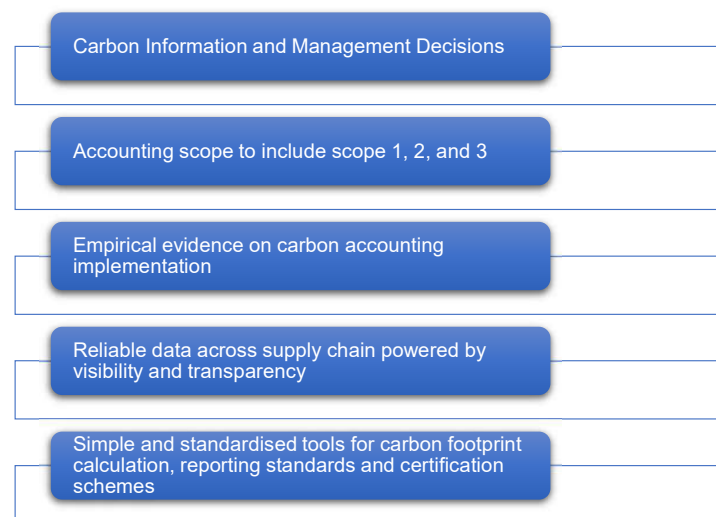 Carbon Information and Management Decisions
Accounting scope to include scope 1, 2, and 3
Empirical evidence on carbon accounting
implementation
Reliable data across supply chain powered by
visibility and transparency
Simple and standardised tools for carbon footprint
calculation, reporting standards and certification
schemes